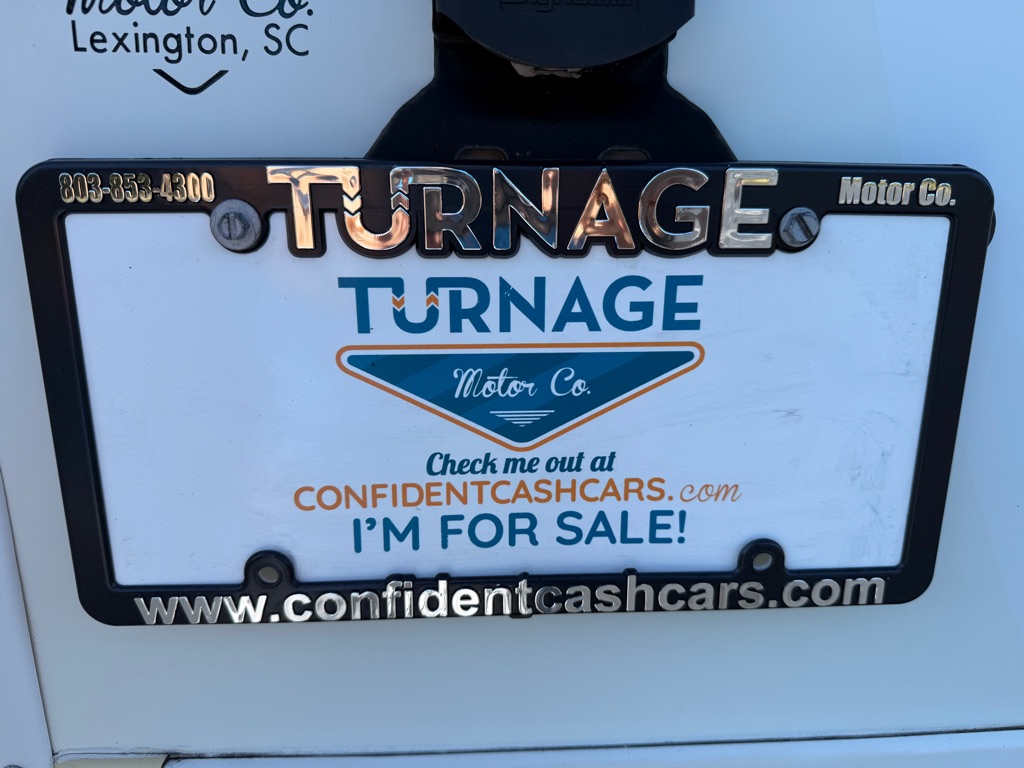 Motor Co.
Lexington, SC
803-853-4300 TURNAGE Motor Co.
TURNAGE
Motor Co.
Check me out at
CONFIDENTCASHCARS.com
I'M FOR SALE!
www.confidentcashcars.com